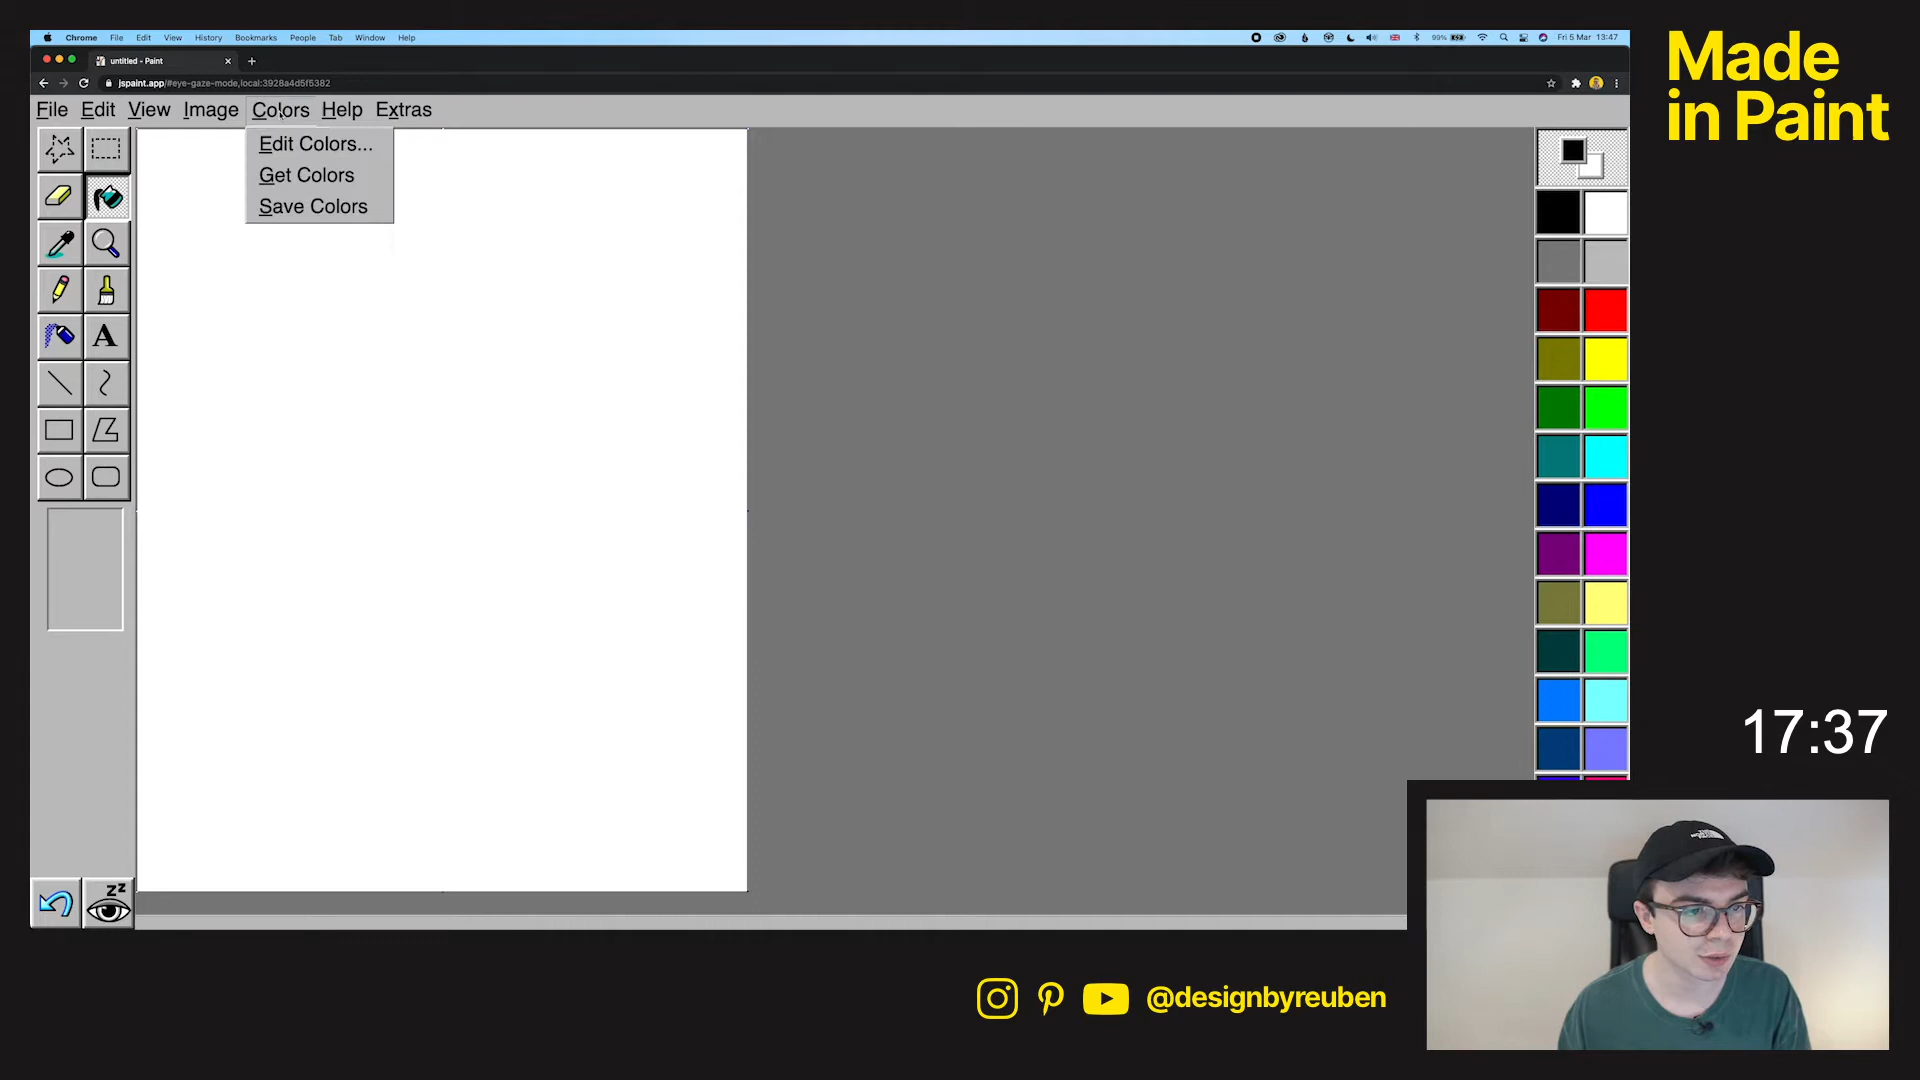 Chrome File Edit View History Bookmarks People Tab Window Help
99%
Fri 5 Mar 13:47
untitled - Paint
jspaint.app/#eye-gaze-mode,local:3928a4d5f5382
File Edit View Image Colors Help Extras
Edit Colors...
Get Colors
Save Colors
A
zz
Made
in Paint
17:37
@designbyreuben